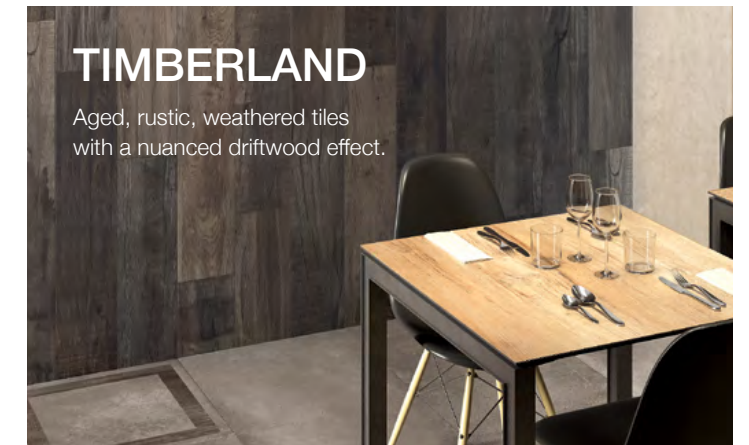 TIMBERLAND
Aged, rustic, weathered tiles
with a nuanced driftwood effect.